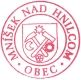 MNÍŠEK NAD HNILCOM
• OBEC •